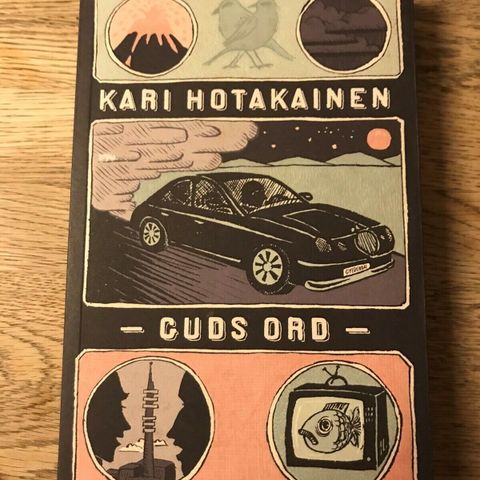 KARI HOTAKAINEN
— GUDS ORD —